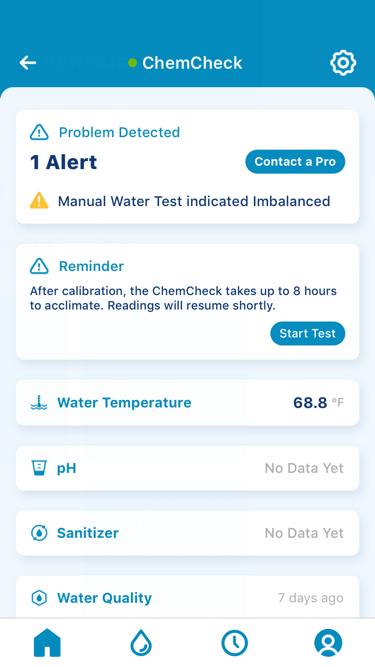 ChemCheck
Problem Detected
1 Alert
Contact a Pro
Manual Water Test indicated Imbalanced
Reminder
After calibration, the ChemCheck takes up to 8 hours
to acclimate. Readings will resume shortly.
Start Test
Water Temperature
68.8 °F
pH
No Data Yet
Sanitizer
No Data Yet
Water Quality
7 days ago